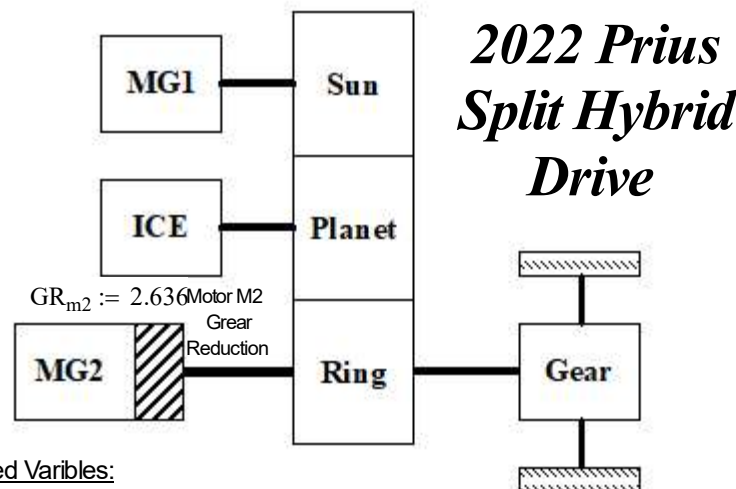 2022 Prius
Split Hybrid
Drive
MG1
Sun
ICE
Planet
GRm2 := 2.636
Motor M2
Grear
Reduction
MG2
Ring
Gear
ed Varibles: